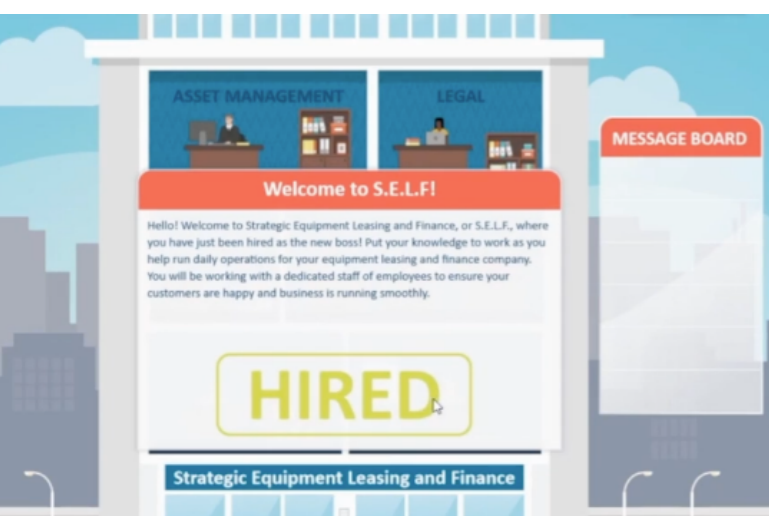 ASSET MANAGEMENT
LEGAL
MESSAGE BOARD
Welcome to S.E.L.F!
Hello! Welcome to Strategic Equipment Leasing and Finance, or S.E.L.F., where
you have just been hired as the new boss! Put your knowledge to work as you
help run daily operations for your equipment leasing and finance company.
You will be working with a dedicated staff of employees to ensure your
customers are happy and business is running smoothly.
HIRED
Strategic Equipment Leasing and Finance